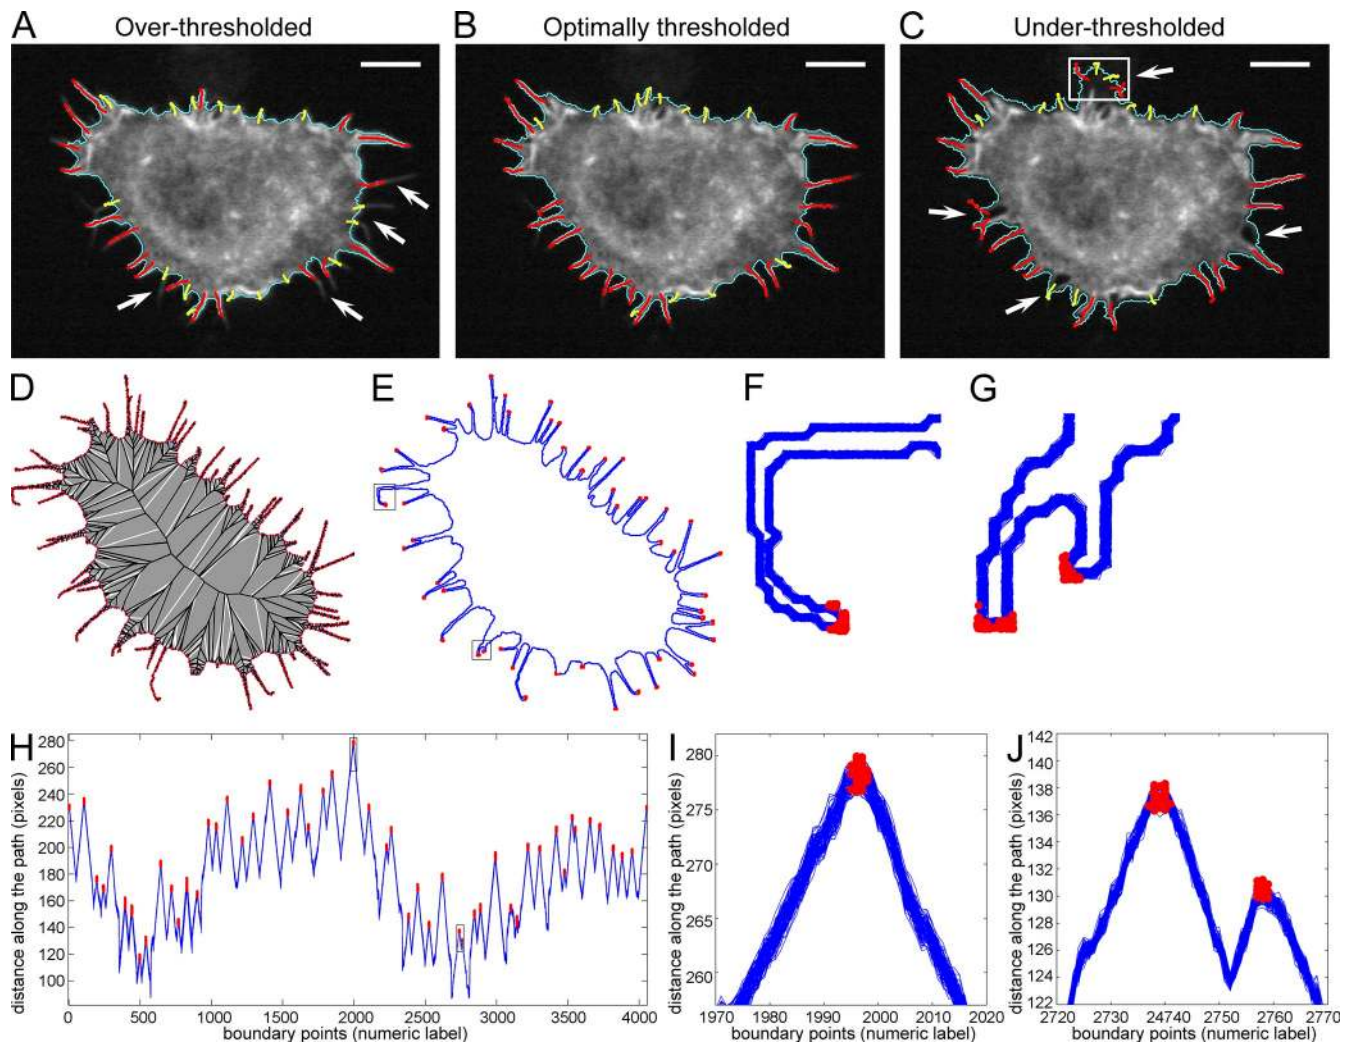 A Over-thresholded
B Optimally thresholded
C Under-thresholded
D
E
F
G
H
distance along the path (pixels)
280
260
240
220
200
180
160
140
120
100
0 500 1000 1500 2000 2500 3000 3500 4000
boundary points (numeric label)
I
distance along the path (pixels)
280
275
270
265
260
1970 1980 1990 2000 2010 2020
boundary points (numeric label)
J
distance along the path (pixels)
142
140
138
136
134
132
130
128
126
124
122
2720 2730 24740 2750 2760 2770
boundary points (numeric label)